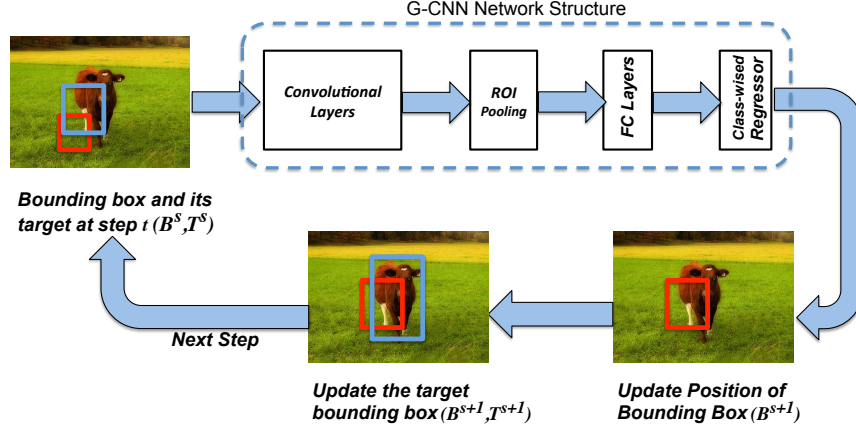 G-CNN Network Structure
Convolutional
Layers
ROI
Pooling
FC Layers
Class-wised
Regressor
Bounding box and its
target at step t (B^s,T^s)
Next Step
Update the target
bounding box (B^{s+1},T^{s+1})
Update Position of
Bounding Box (B^{s+1})